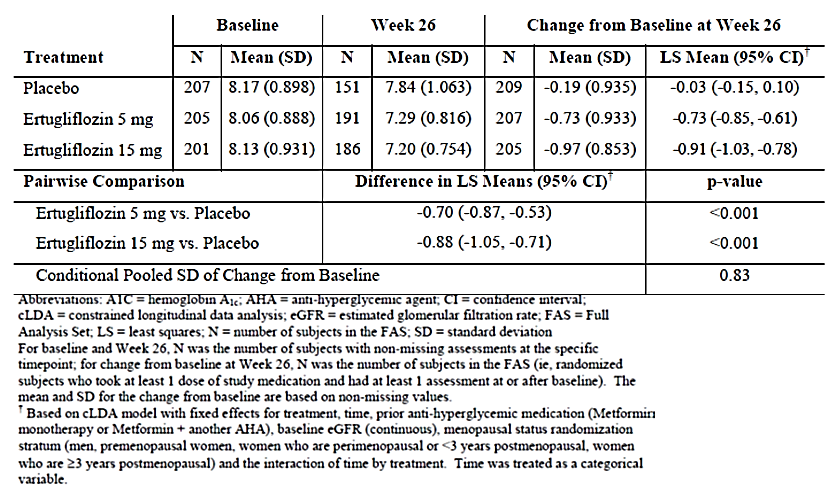 Baseline Week 26 Change from Baseline at Week 26
Treatment N Mean (SD) N Mean (SD) N Mean (SD) LS Mean (95% CI)†
Placebo 207 8.17 (0.898) 151 7.84 (1.063) 209 -0.19 (0.935) -0.03 (-0.15, 0.10)
Ertugliflozin 5 mg 205 8.06 (0.888) 191 7.29 (0.816) 207 -0.73 (0.933) -0.73 (-0.85, -0.61)
Ertugliflozin 15 mg 201 8.13 (0.931) 186 7.20 (0.754) 205 -0.97 (0.853) -0.91 (-1.03, -0.78)
Pairwise Comparison Difference in LS Means (95% CI)† p-value
Ertugliflozin 5 mg vs. Placebo -0.70 (-0.87, -0.53) <0.001
Ertugliflozin 15 mg vs. Placebo -0.88 (-1.05, -0.71) <0.001
Conditional Pooled SD of Change from Baseline 0.83
Abbreviations: A1C = hemoglobin A1c; AHA = anti-hyperglycemic agent; CI = confidence interval;
cLDA = constrained longitudinal data analysis; eGFR = estimated glomerular filtration rate; FAS = Full
Analysis Set; LS = least squares; N = number of subjects in the FAS; SD = standard deviation
For baseline and Week 26, N was the number of subjects with non-missing assessments at the specific
timepoint; for change from baseline at Week 26, N was the number of subjects in the FAS (ie, randomized
subjects who took at least 1 dose of study medication and had at least 1 assessment at or after baseline). The
mean and SD for the change from baseline are based on non-missing values.
† Based on cLDA model with fixed effects for treatment, time, prior anti-hyperglycemic medication (Metformin
monotherapy or Metformin + another AHA), baseline eGFR (continuous), menopausal status randomization
stratum (men, premenopausal women, women who are perimenopausal or <3 years postmenopausal, women
who are ≥3 years postmenopausal) and the interaction of time by treatment. Time was treated as a categorical
variable.